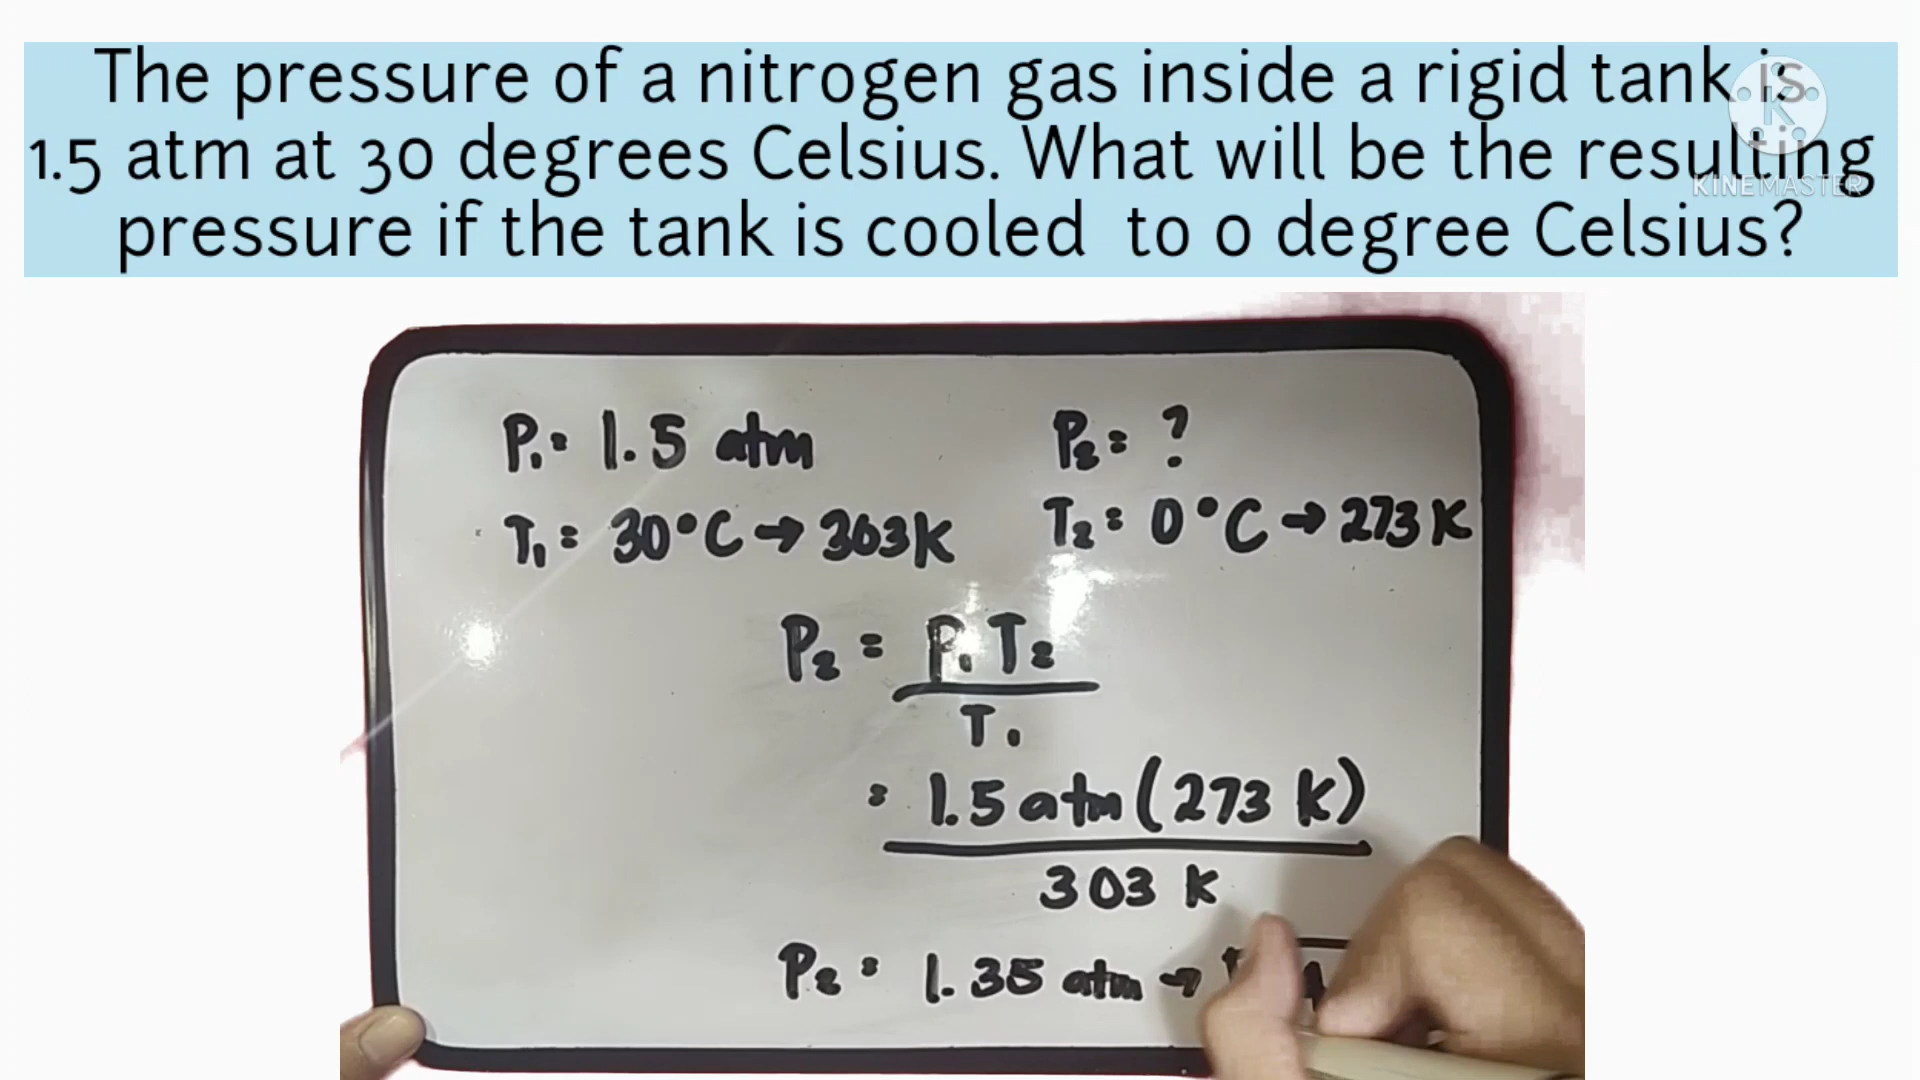 The pressure of a nitrogen gas inside a rigid tank is
1.5 atm at 30 degrees Celsius. What will be the resulting
pressure if the tank is cooled to 0 degree Celsius?
KINEMASTER
P₁ = 1.5 atm
P₂ = ?
T₁ = 30°C → 303K
T₂ = 0°C → 273 K
P₂ = P₁ T₂
T₁
= 1.5 atm (273 K)
303 K
P₂ = 1.35 atm →